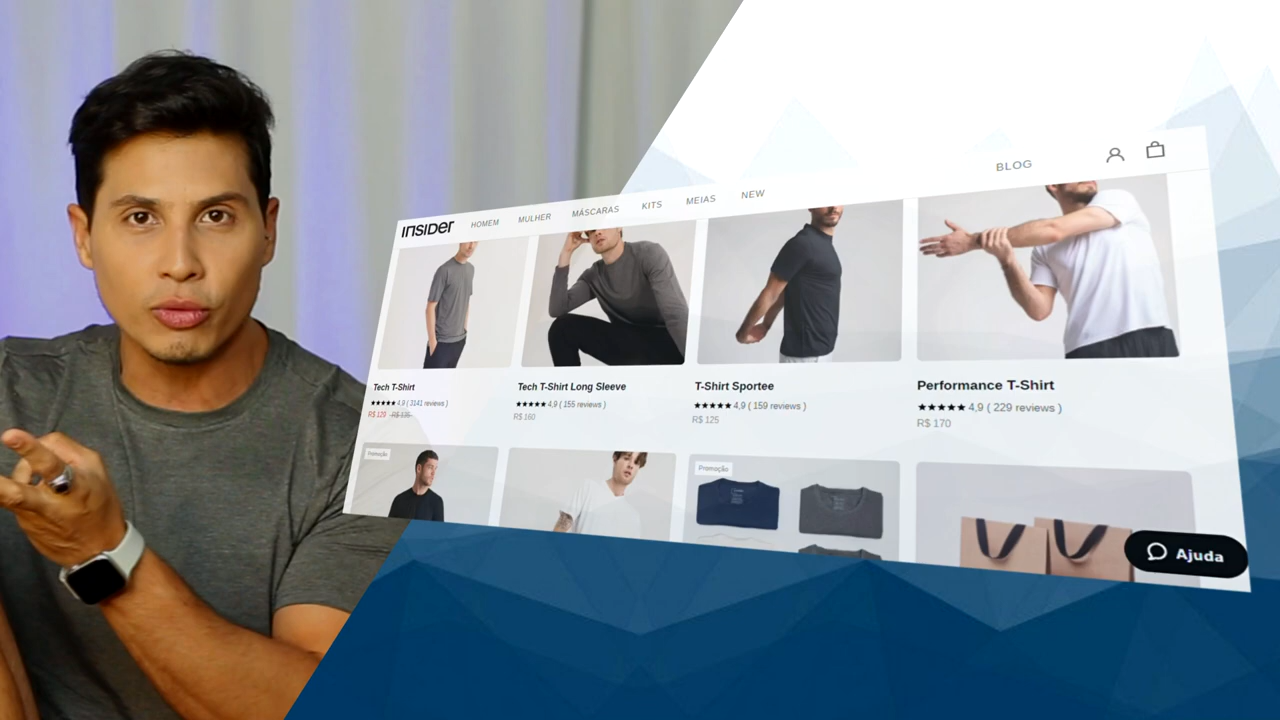 INSIDER HOMEM MULHER MÁSCARAS KITS MEIAS NEW BLOG
Tech T-Shirt
★★★★★ 4,9 ( 3141 reviews )
R$ 129 R$ 135
Tech T-Shirt Long Sleeve
★★★★★ 4,9 ( 155 reviews )
R$ 160
T-Shirt Sportee
★★★★★ 4,9 ( 159 reviews )
R$ 125
Performance T-Shirt
★★★★★ 4,9 ( 229 reviews )
R$ 170
Promoção
Promoção
Ajuda